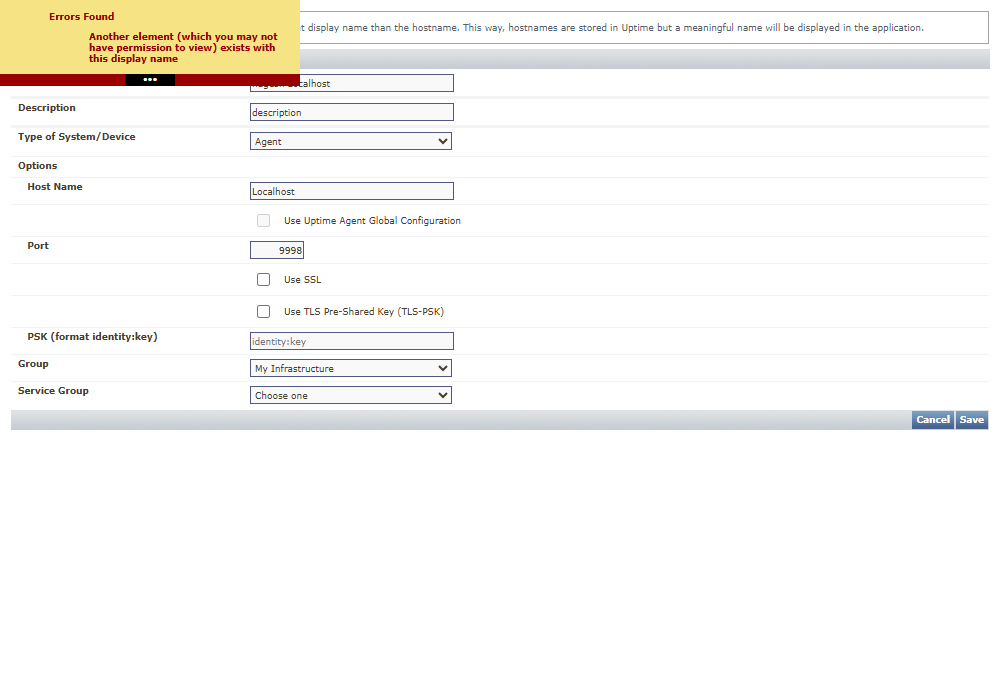 Errors Found
Another element (which you may not
have permission to view) exists with
this display name
•••
display name than the hostname. This way, hostnames are stored in Uptime but a meaningful name will be displayed in the application.
Description
description
Type of System/Device
Agent
Options
Host Name
Localhost
Use Uptime Agent Global Configuration
Port
9998
Use SSL
Use TLS Pre-Shared Key (TLS-PSK)
PSK (format identity:key)
identity:key
Group
My Infrastructure
Service Group
Choose one
Cancel Save